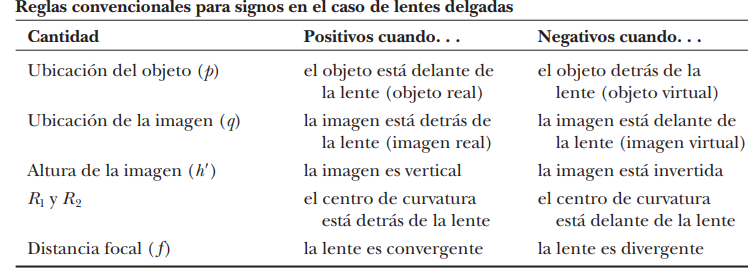 Reglas convencionales para signos en el caso de lentes delgadas
Cantidad Positivos cuando. . . Negativos cuando. . .
Ubicación del objeto (p) el objeto está delante de el objeto detrás de la
la lente (objeto real) lente (objeto virtual)
Ubicación de la imagen (q) la imagen está detrás de la imagen está delante de
la lente (imagen real) la lente (imagen virtual)
Altura de la imagen (h′) la imagen es vertical la imagen está invertida
R₁ y R₂ el centro de curvatura el centro de curvatura
está detrás de la lente está delante de la lente
Distancia focal (f) la lente es convergente la lente es divergente